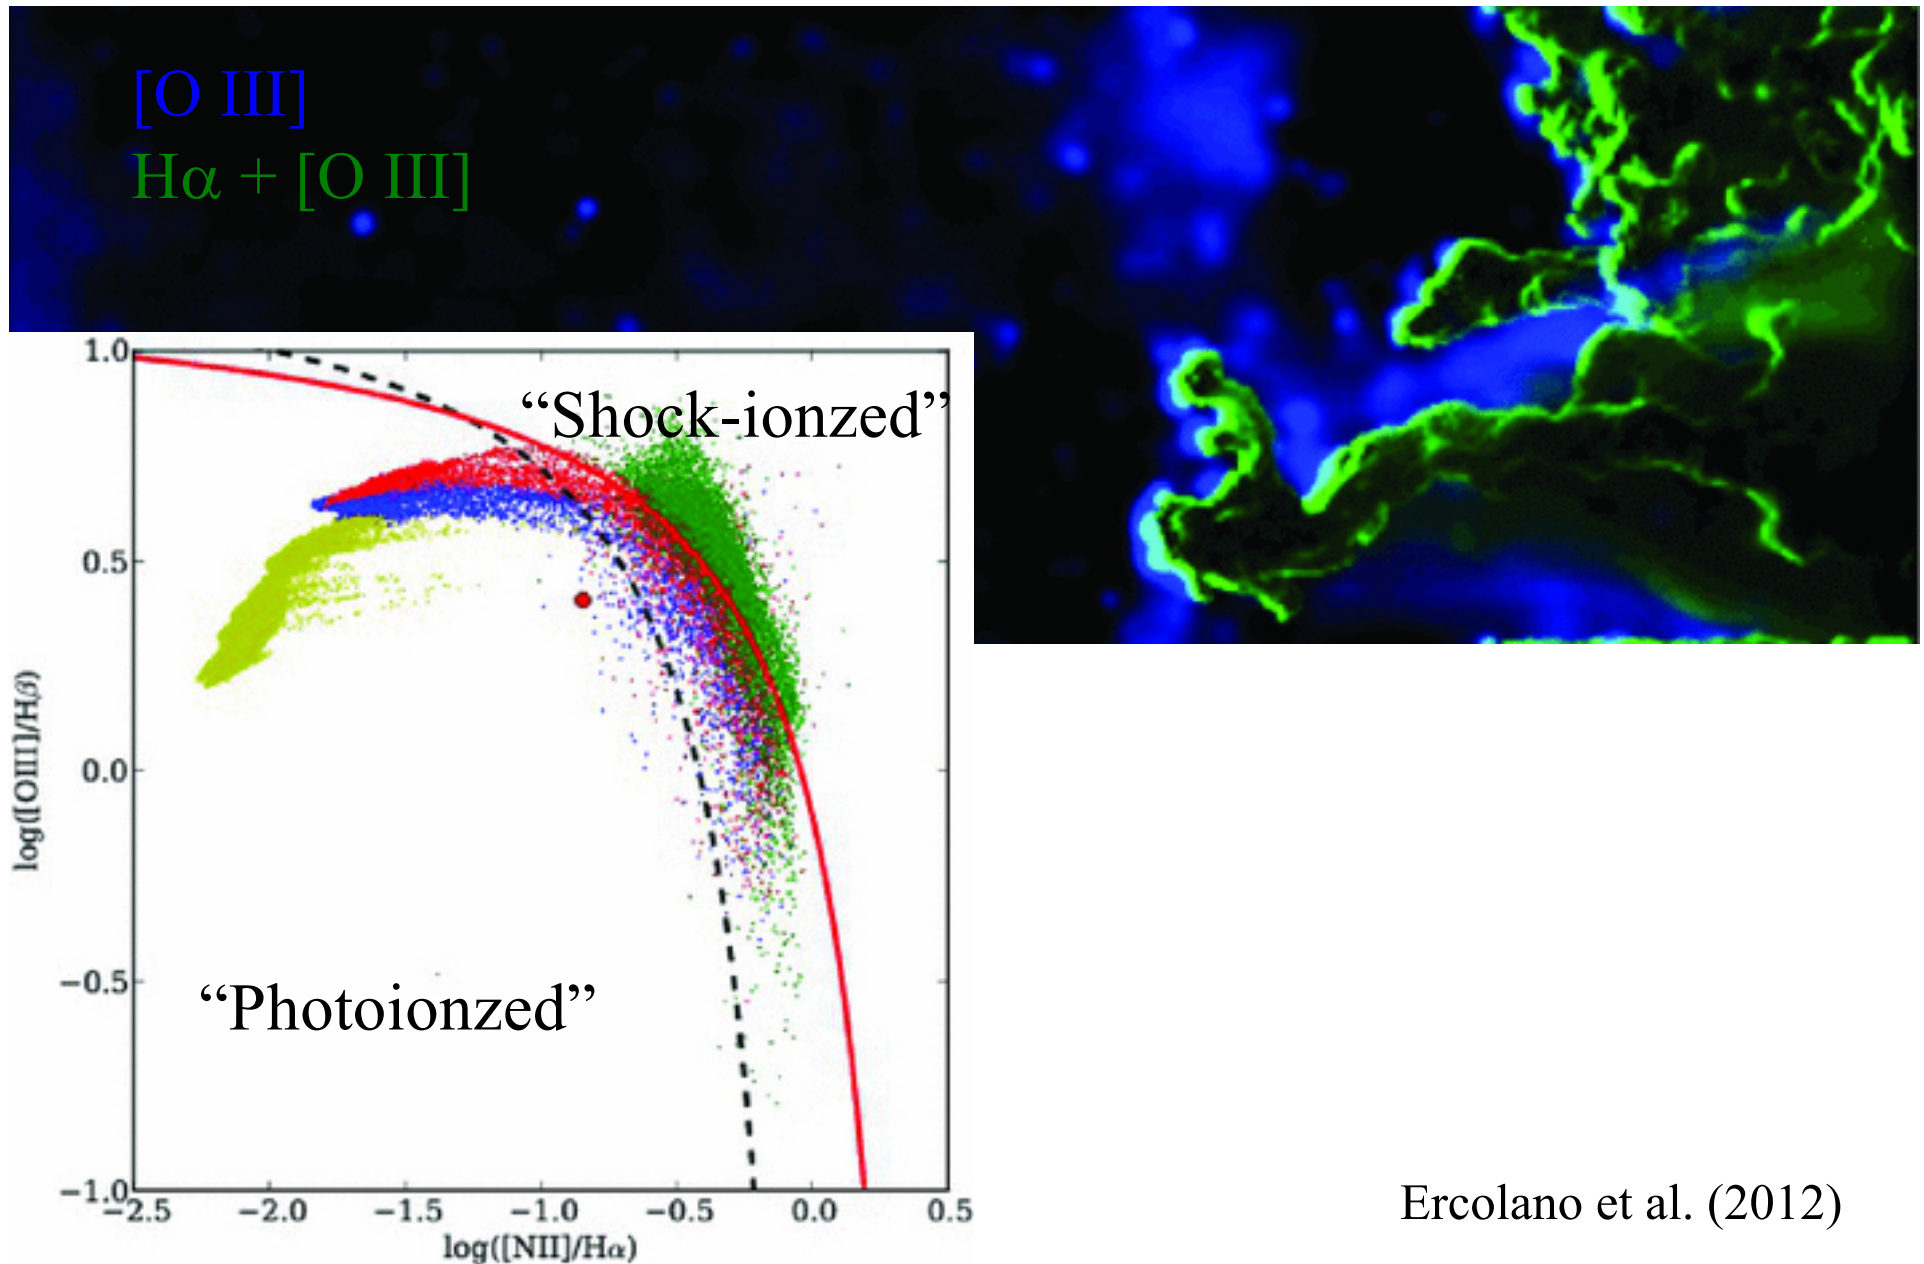 [O III]
Hα + [O III]
“Shock-ionzed”
“Photoionzed”
1.0
0.5
0.0
−0.5
−1.0
log([OIII]/Hβ)
−2.5 −2.0 −1.5 −1.0 −0.5 0.0 0.5
log([NII]/Hα)
Ercolano et al. (2012)